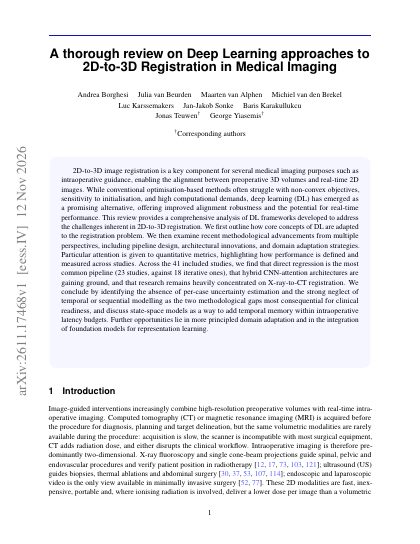 A thorough review on Deep Learning approaches to
2D-to-3D Registration in Medical Imaging
Andrea Borghesi Julia van Beurden Maarten van Alphen Michiel van den Brekel
Luc Karssemakers Jan-Jakob Sonke Baris Karakullukcu
Jonas Teuwen† George Yiasemis†
†Corresponding authors
2D-to-3D image registration is a key component for several medical imaging purposes such as
intraoperative guidance, enabling the alignment between preoperative 3D volumes and real-time 2D
images. While conventional optimisation-based methods often struggle with non-convex objectives,
sensitivity to initialisation, and high computational demands, deep learning (DL) has emerged as
a promising alternative, offering improved alignment robustness and the potential for real-time
performance. This review provides a comprehensive analysis of DL frameworks developed to address
the challenges inherent in 2D-to-3D registration. We first outline how core concepts of DL are adapted
to the registration problem. We then examine recent methodological advancements from multiple
perspectives, including pipeline design, architectural innovations, and domain adaptation strategies.
Particular attention is given to quantitative metrics, highlighting how performance is defined and
measured across studies. Across the 41 included studies, we find that direct regression is the most
common pipeline (23 studies, against 18 iterative ones), that hybrid CNN-attention architectures are
gaining ground, and that research remains heavily concentrated on X-ray-to-CT registration. We
conclude by identifying the absence of per-case uncertainty estimation and the strong neglect of
temporal or sequential modelling as the two methodological gaps most consequential for clinical
readiness, and discuss state-space models as a way to add temporal memory within intraoperative
latency budgets. Further opportunities lie in more principled domain adaptation and in the integration
of foundation models for representation learning.
arXiv:2611.17468v1 [eess.IV] 12 Nov 2026
1 Introduction
Image-guided interventions increasingly combine high-resolution preoperative volumes with real-time intra-
operative imaging. Computed tomography (CT) or magnetic resonance imaging (MRI) is acquired before
the procedure for diagnosis, planning and target delineation, but the same volumetric modalities are rarely
available during the procedure: acquisition is slow, the scanner is incompatible with most surgical equipment,
CT adds radiation dose, and either disrupts the clinical workflow. Intraoperative imaging is therefore pre-
dominantly two-dimensional. X-ray fluoroscopy and single cone-beam projections guide spinal, pelvic and
endovascular procedures and verify patient position in radiotherapy [12, 17, 73, 103, 121]; ultrasound (US)
guides biopsies, thermal ablations and abdominal surgery [30, 37, 53, 107, 114]; endoscopic and laparoscopic
video is the only view available in minimally invasive surgery [52, 77]. These 2D modalities are fast, inex-
pensive, portable and, where ionising radiation is involved, deliver a lower dose per image than a volumetric
1